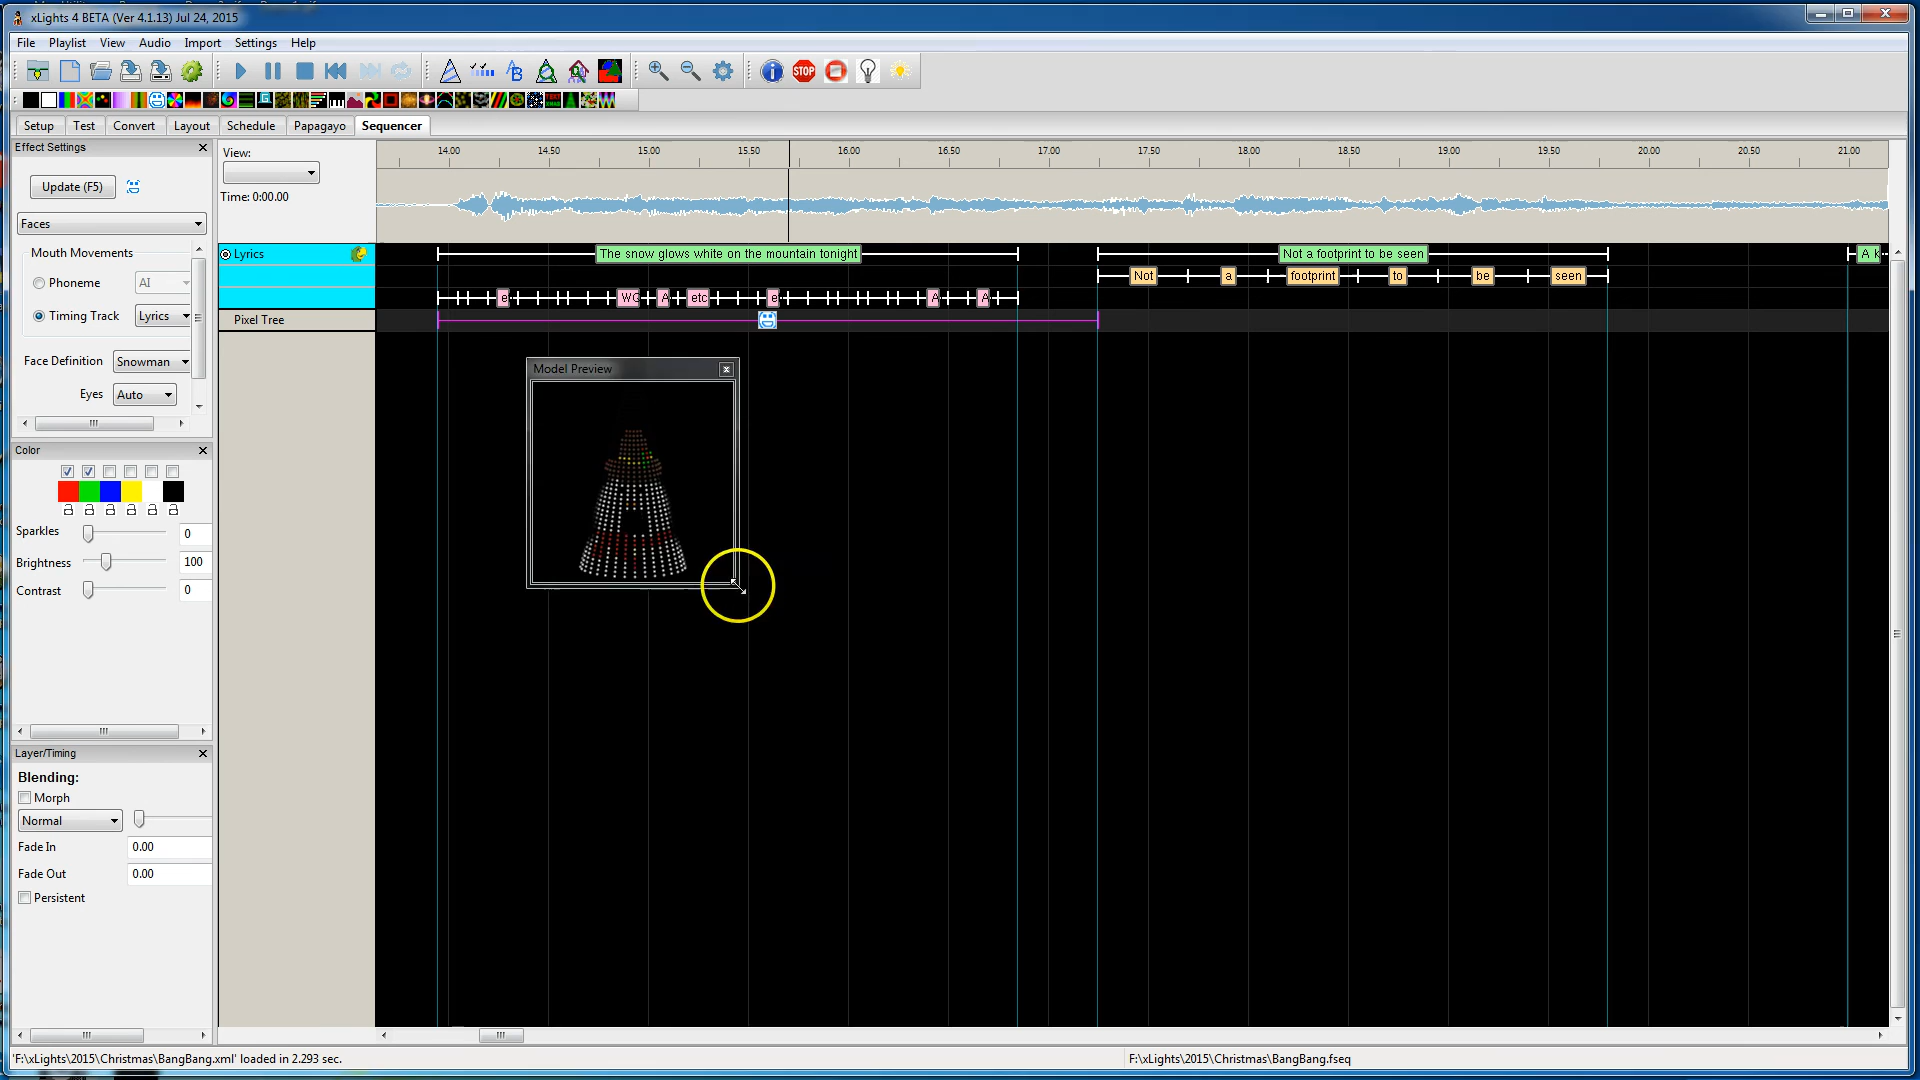 xLights 4 BETA (Ver 4.1.13) Jul 24, 2015
File Playlist View Audio Import Settings Help
Setup Test Convert Layout Schedule Papagayo Sequencer
Effect Settings
Update (F5)
Faces
Mouth Movements
Phoneme AI
Timing Track Lyrics
Face Definition Snowman
Eyes Auto
Color
Sparkles 0
Brightness 100
Contrast 0
Layer/Timing
Blending:
Morph
Normal
Fade In 0.00
Fade Out 0.00
Persistent
View:
Time: 0:00.00
14.00 14.50 15.00 15.50 16.00 16.50 17.00 17.50 18.00 18.50 19.00 19.50 20.00 20.50 21.00
Lyrics The snow glows white on the mountain tonight Not a footprint to be seen A k
Not a footprint to be seen
e WQ A etc e A A
Pixel Tree
Model Preview
'F:\xLights\2015\Christmas\BangBang.xml' loaded in 2.293 sec. F:\xLights\2015\Christmas\BangBang.fseq